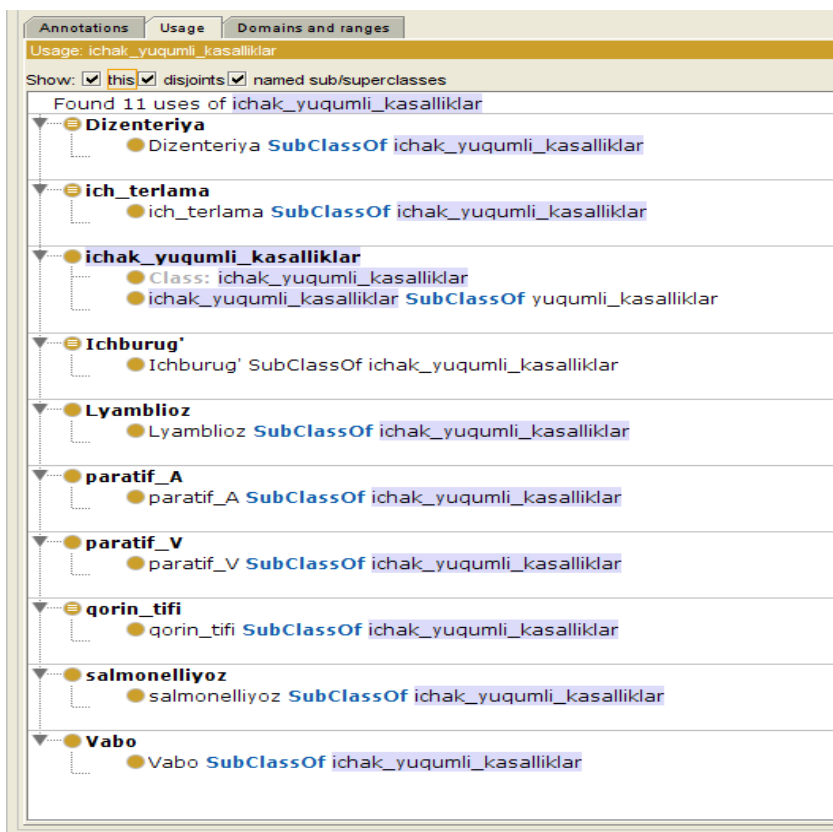 Annotations Usage Domains and ranges
Usage: ichak_yuqumli_kasalliklar
Show: this disjoints named sub/superclasses
Found 11 uses of ichak_yuqumli_kasalliklar
Dizenteriya
Dizenteriya SubClassOf ichak_yuqumli_kasalliklar
ich_terlama
ich_terlama SubClassOf ichak_yuqumli_kasalliklar
ichak_yuqumli_kasalliklar
Class: ichak_yuqumli_kasalliklar
ichak_yuqumli_kasalliklar SubClassOf yuqumli_kasalliklar
Ichburug'
Ichburug' SubClassOf ichak_yuqumli_kasalliklar
Lyamblioz
Lyamblioz SubClassOf ichak_yuqumli_kasalliklar
paratif_A
paratif_A SubClassOf ichak_yuqumli_kasalliklar
paratif_V
paratif_V SubClassOf ichak_yuqumli_kasalliklar
qorin_tifi
qorin_tifi SubClassOf ichak_yuqumli_kasalliklar
salmonelliyoz
salmonelliyoz SubClassOf ichak_yuqumli_kasalliklar
Vabo
Vabo SubClassOf ichak_yuqumli_kasalliklar